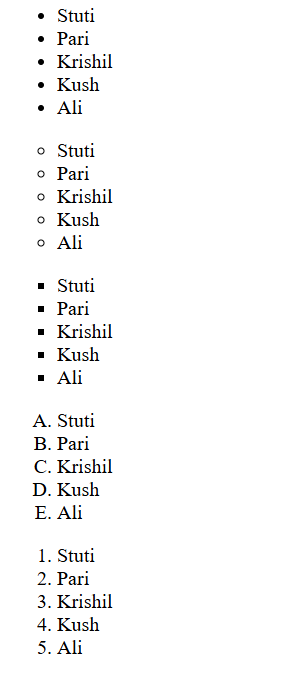 • Stuti
• Pari
• Krishil
• Kush
• Ali
◦ Stuti
◦ Pari
◦ Krishil
◦ Kush
◦ Ali
▪ Stuti
▪ Pari
▪ Krishil
▪ Kush
▪ Ali
A. Stuti
B. Pari
C. Krishil
D. Kush
E. Ali
1. Stuti
2. Pari
3. Krishil
4. Kush
5. Ali